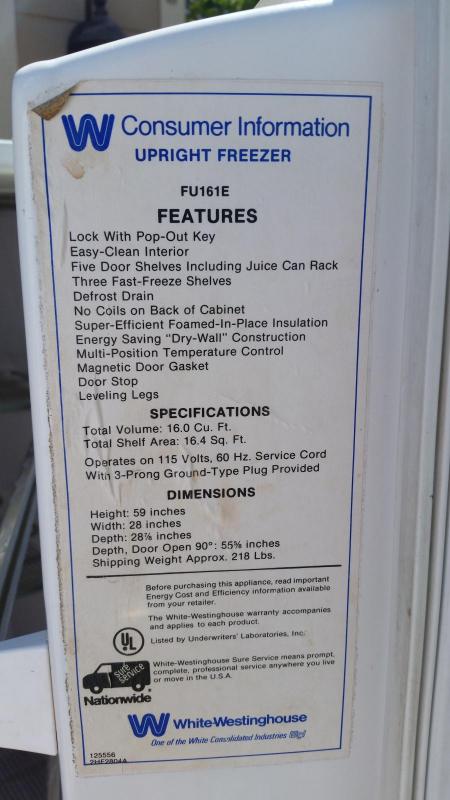 W Consumer Information
UPRIGHT FREEZER
FU161E
FEATURES
Lock With Pop-Out Key
Easy-Clean Interior
Five Door Shelves Including Juice Can Rack
Three Fast-Freeze Shelves
Defrost Drain
No Coils on Back of Cabinet
Super-Efficient Foamed-In-Place Insulation
Energy Saving "Dry-Wall" Construction
Multi-Position Temperature Control
Magnetic Door Gasket
Door Stop
Leveling Legs
SPECIFICATIONS
Total Volume: 16.0 Cu. Ft.
Total Shelf Area: 16.4 Sq. Ft.
Operates on 115 Volts, 60 Hz. Service Cord
With 3-Prong Ground-Type Plug Provided
DIMENSIONS
Height: 59 inches
Width: 28 inches
Depth: 28⅞ inches
Depth, Door Open 90°: 55⅝ inches
Shipping Weight Approx. 218 Lbs.
Before purchasing this appliance, read important
Energy Cost and Efficiency information available
from your retailer.
The White-Westinghouse warranty accompanies
and applies to each product.
UL
Listed by Underwriters' Laboratories, Inc.
sure service
Nationwide
White-Westinghouse Sure Service means prompt,
complete, professional service anywhere you live
or move in the U.S.A.
W White-Westinghouse
One of the White Consolidated Industries
125556
2HF2804A